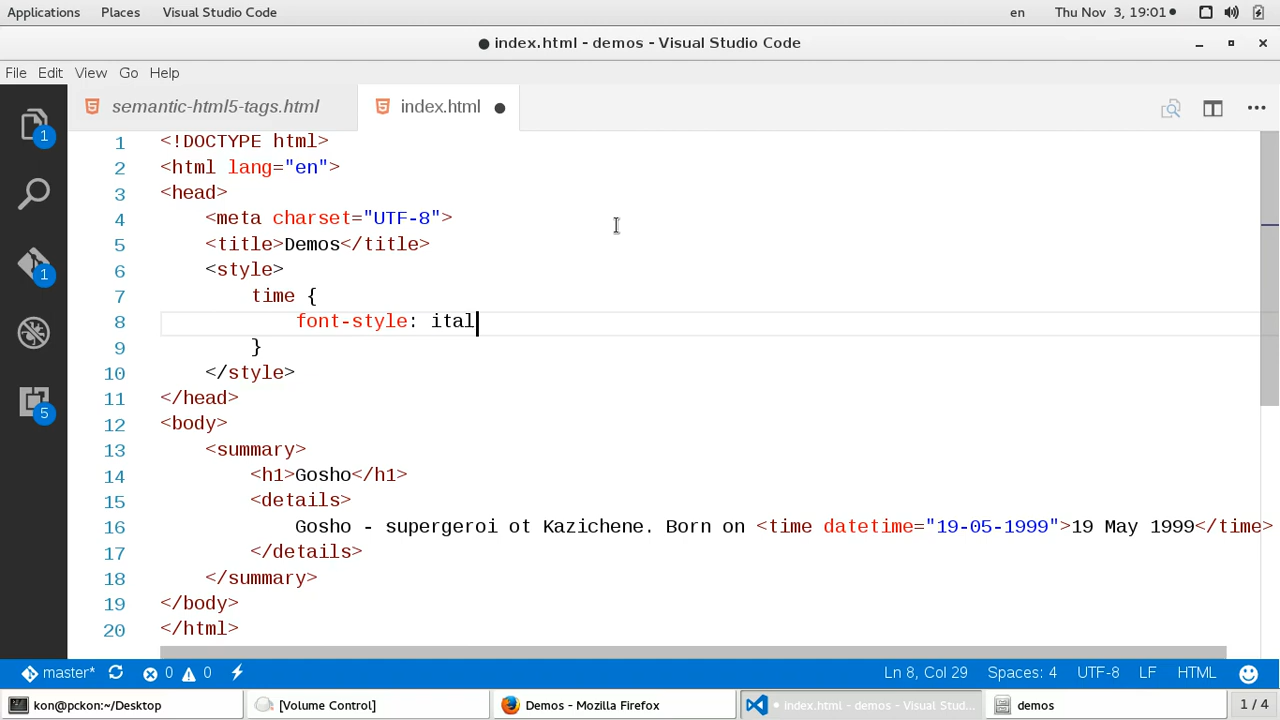 Applications Places Visual Studio Code en Thu Nov 3, 19:01
index.html - demos - Visual Studio Code
File Edit View Go Help
semantic-html5-tags.html index.html
1 <!DOCTYPE html>
2 <html lang="en">
3 <head>
4 <meta charset="UTF-8">
5 <title>Demos</title>
6 <style>
7 time {
8 font-style: ital
9 }
10 </style>
11 </head>
12 <body>
13 <summary>
14 <h1>Gosho</h1>
15 <details>
16 Gosho - supergeroi ot Kazichene. Born on <time datetime="19-05-1999">19 May 1999</time>
17 </details>
18 </summary>
19 </body>
20 </html>
1
1
5
master* 0 0 Ln 8, Col 29 Spaces: 4 UTF-8 LF HTML
kon@pckon:~/Desktop [Volume Control] Demos - Mozilla Firefox index.html - demos - Visual Stud... demos 1 / 4